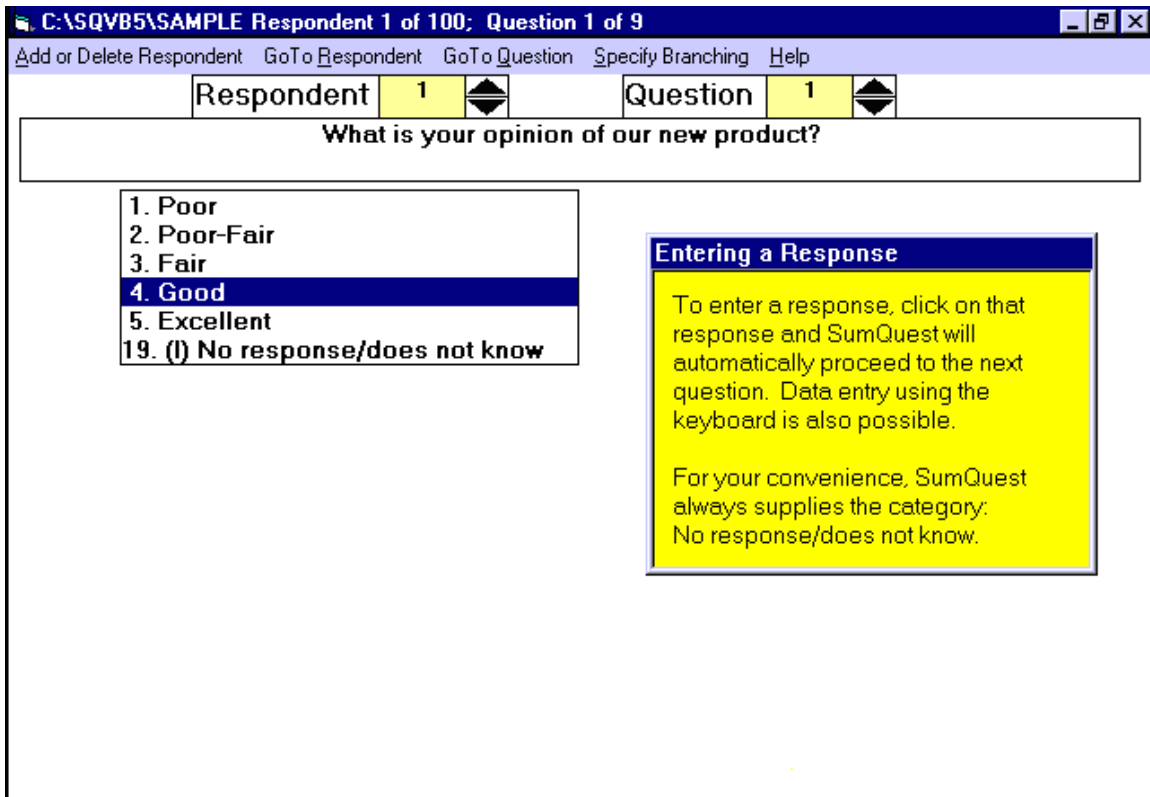 C:\SQVB5\SAMPLE Respondent 1 of 100; Question 1 of 9
Add or Delete Respondent GoTo Respondent GoTo Question Specify Branching Help
Respondent 1 Question 1
What is your opinion of our new product?
1. Poor
2. Poor-Fair
3. Fair
4. Good
5. Excellent
19. (I) No response/does not know
Entering a Response
To enter a response, click on that
response and SumQuest will
automatically proceed to the next
question. Data entry using the
keyboard is also possible.
For your convenience, SumQuest
always supplies the category:
No response/does not know.